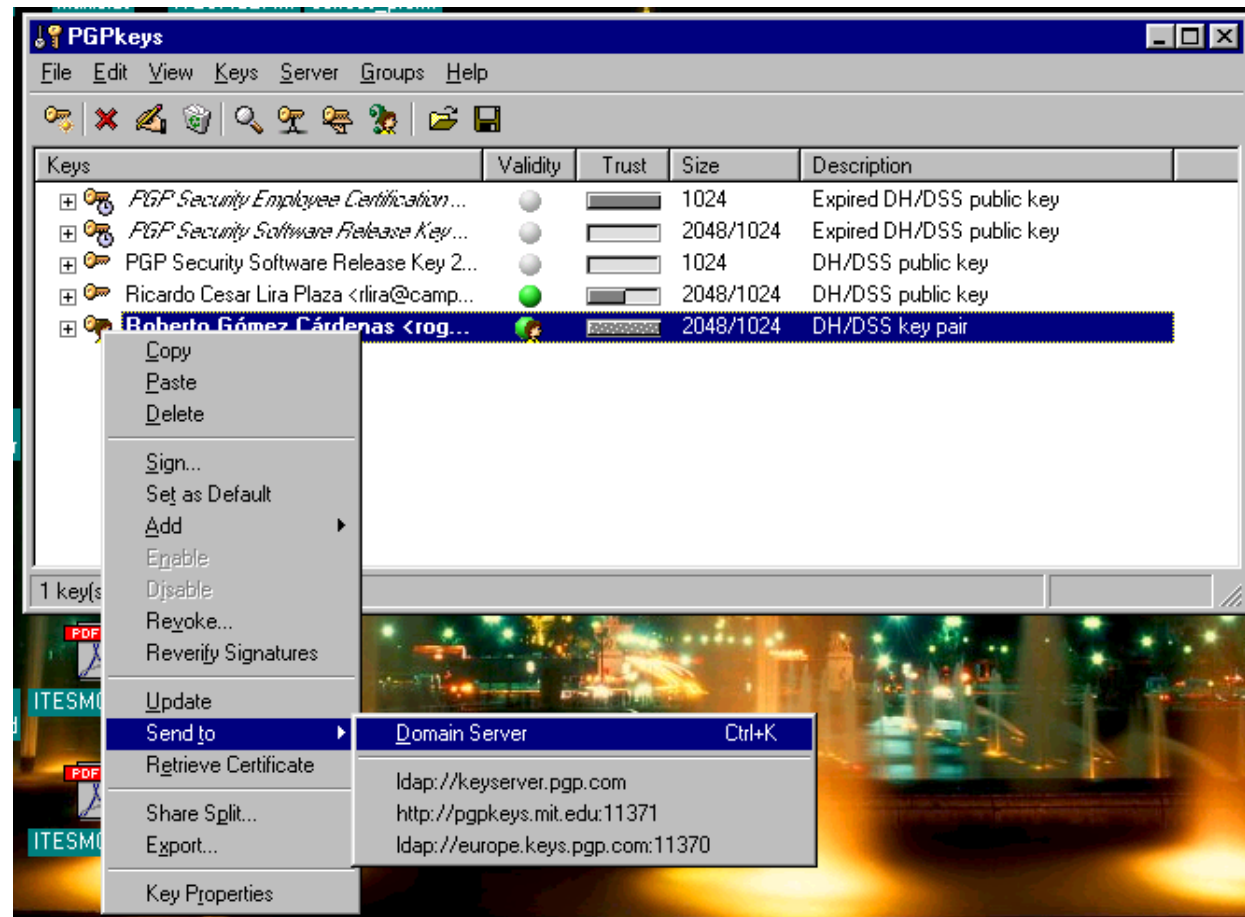 PGPkeys
File Edit View Keys Server Groups Help
Keys Validity Trust Size Description
PGP Security Employee Certification... 1024 Expired DH/DSS public key
PGP Security Software Release Key... 2048/1024 Expired DH/DSS public key
PGP Security Software Release Key 2... 1024 DH/DSS public key
Ricardo Cesar Lira Plaza <rlira@camp... 2048/1024 DH/DSS public key
Roberto Gómez Cárdenas <rog... 2048/1024 DH/DSS key pair
Copy
Paste
Delete
Sign...
Set as Default
Add
Enable
1 key(s Disable
Revoke...
PDF
Reverify Signatures
ITESM Update
Send to Domain Server Ctrl+K
Retrieve Certificate
PDF
ldap://keyserver.pgp.com
Share Split... http://pgpkeys.mit.edu:11371
ITESM Export... ldap://europe.keys.pgp.com:11370
Key Properties